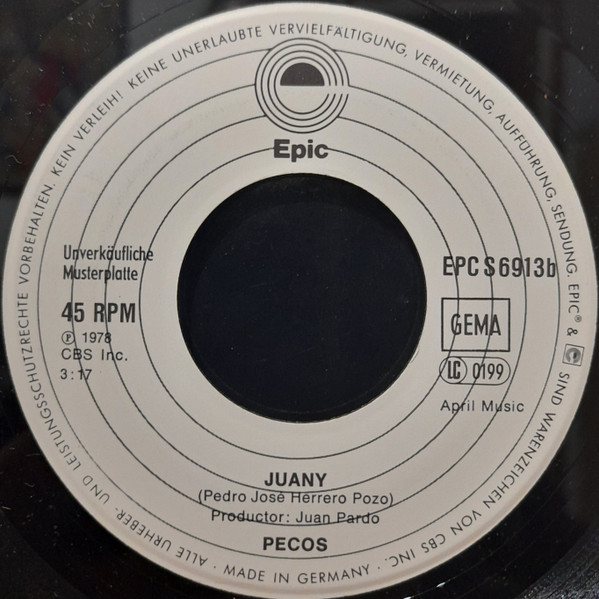 ALLE URHEBER- UND LEISTUNGSSCHUTZRECHTE VORBEHALTEN. KEIN VERLEIH! KEINE UNERLAUBTE VERVIELFÄLTIGUNG, VERMIETUNG, AUFFÜHRUNG, SENDUNG. EPIC® & SIND WARENZEICHEN VON CBS INC. · MADE IN GERMANY ·
Epic
Unverkäufliche
Musterplatte
45 RPM
Ⓟ 1978
CBS Inc.
3:17
EPC S 6913b
GEMA
LC 0199
April Music
JUANY
(Pedro José Herrero Pozo)
Productor: Juan Pardo
PECOS